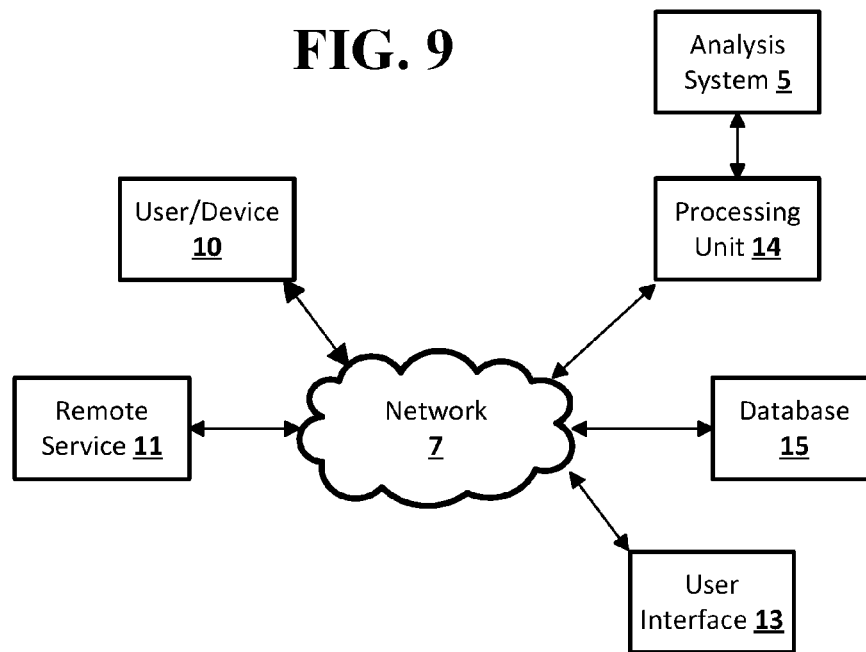 FIG. 9
Analysis
System 5
User/Device
10
Processing
Unit 14
Remote
Service 11
Network
7
Database
15
User
Interface 13